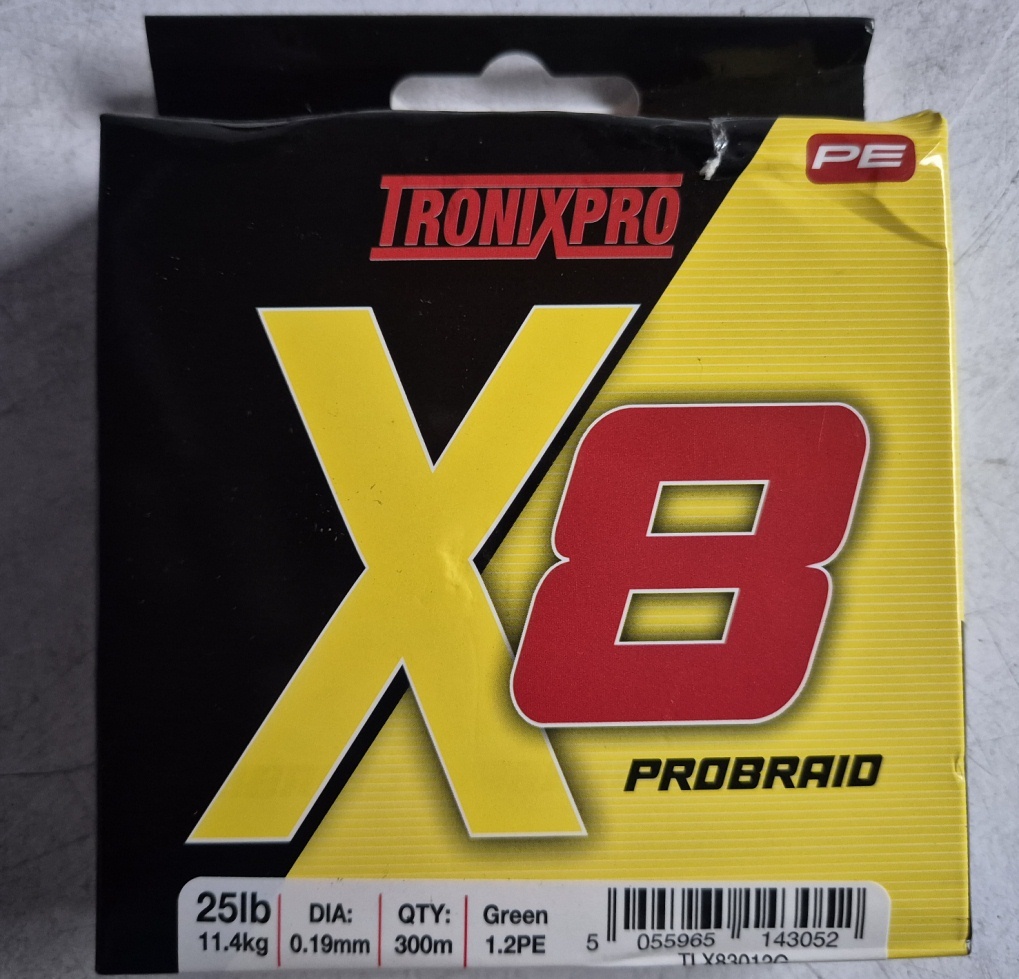 PE
TRONIXPRO
X8
PROBRAID
25lb DIA: QTY: Green
11.4kg 0.19mm 300m 1.2PE
5 055965 143052